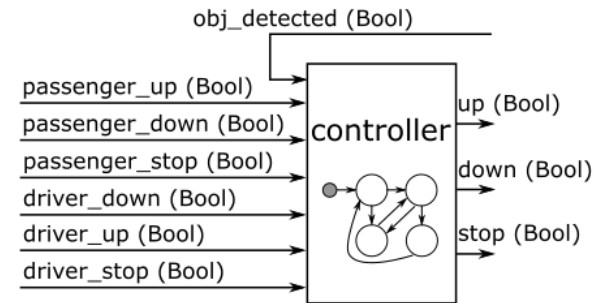 obj_detected (Bool)
passenger_up (Bool)
passenger_down (Bool)
passenger_stop (Bool)
driver_down (Bool)
driver_up (Bool)
driver_stop (Bool)
controller
up (Bool)
down (Bool)
stop (Bool)